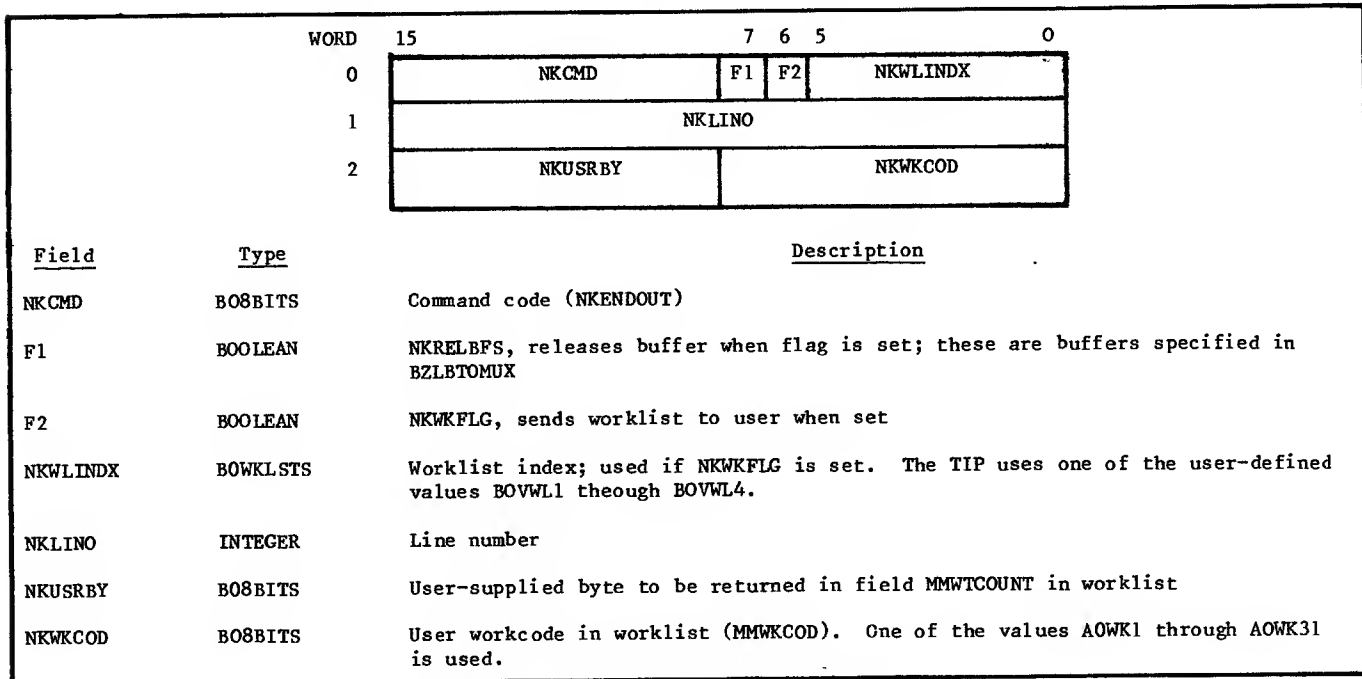 WORD 15 7 6 5 0
0 NKCMD F1 F2 NKWLINDX
1 NKLINO
2 NKUSRBY NKWKCOD
Field Type Description
NKCMD BO8BITS Command code (NKENDOUT)
F1 BOOLEAN NKRELBFS, releases buffer when flag is set; these are buffers specified in
BZLBTOMUX
F2 BOOLEAN NKWKFLG, sends worklist to user when set
NKWLINDX BOWKLSTS Worklist index; used if NKWKFLG is set. The TIP uses one of the user-defined
values BOVWL1 theough BOVWL4.
NKLINO INTEGER Line number
NKUSRBY BO8BITS User-supplied byte to be returned in field MMWTCOUNT in worklist
NKWKCOD BO8BITS User workcode in worklist (MMWKCOD). One of the values AOWK1 through AOWK31
is used.